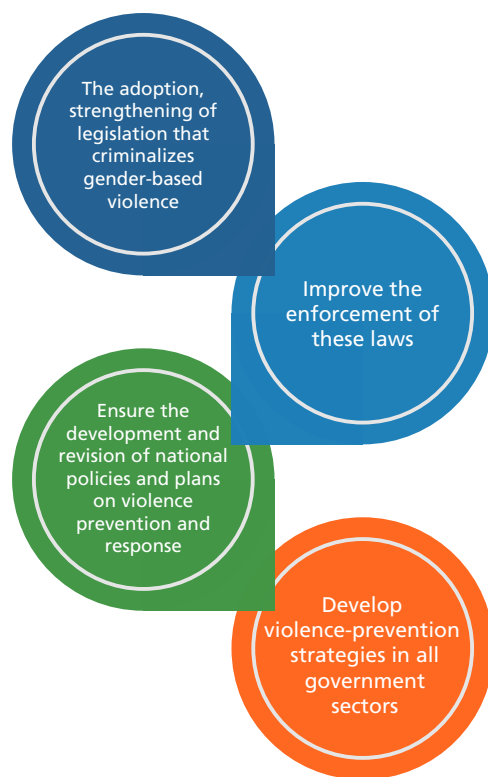 The adoption,
strengthening of
legislation that
criminalizes
gender-based
violence
Improve the
enforcement of
these laws
Ensure the
development and
revision of national
policies and plans
on violence
prevention and
response
Develop
violence-prevention
strategies in all
government
sectors